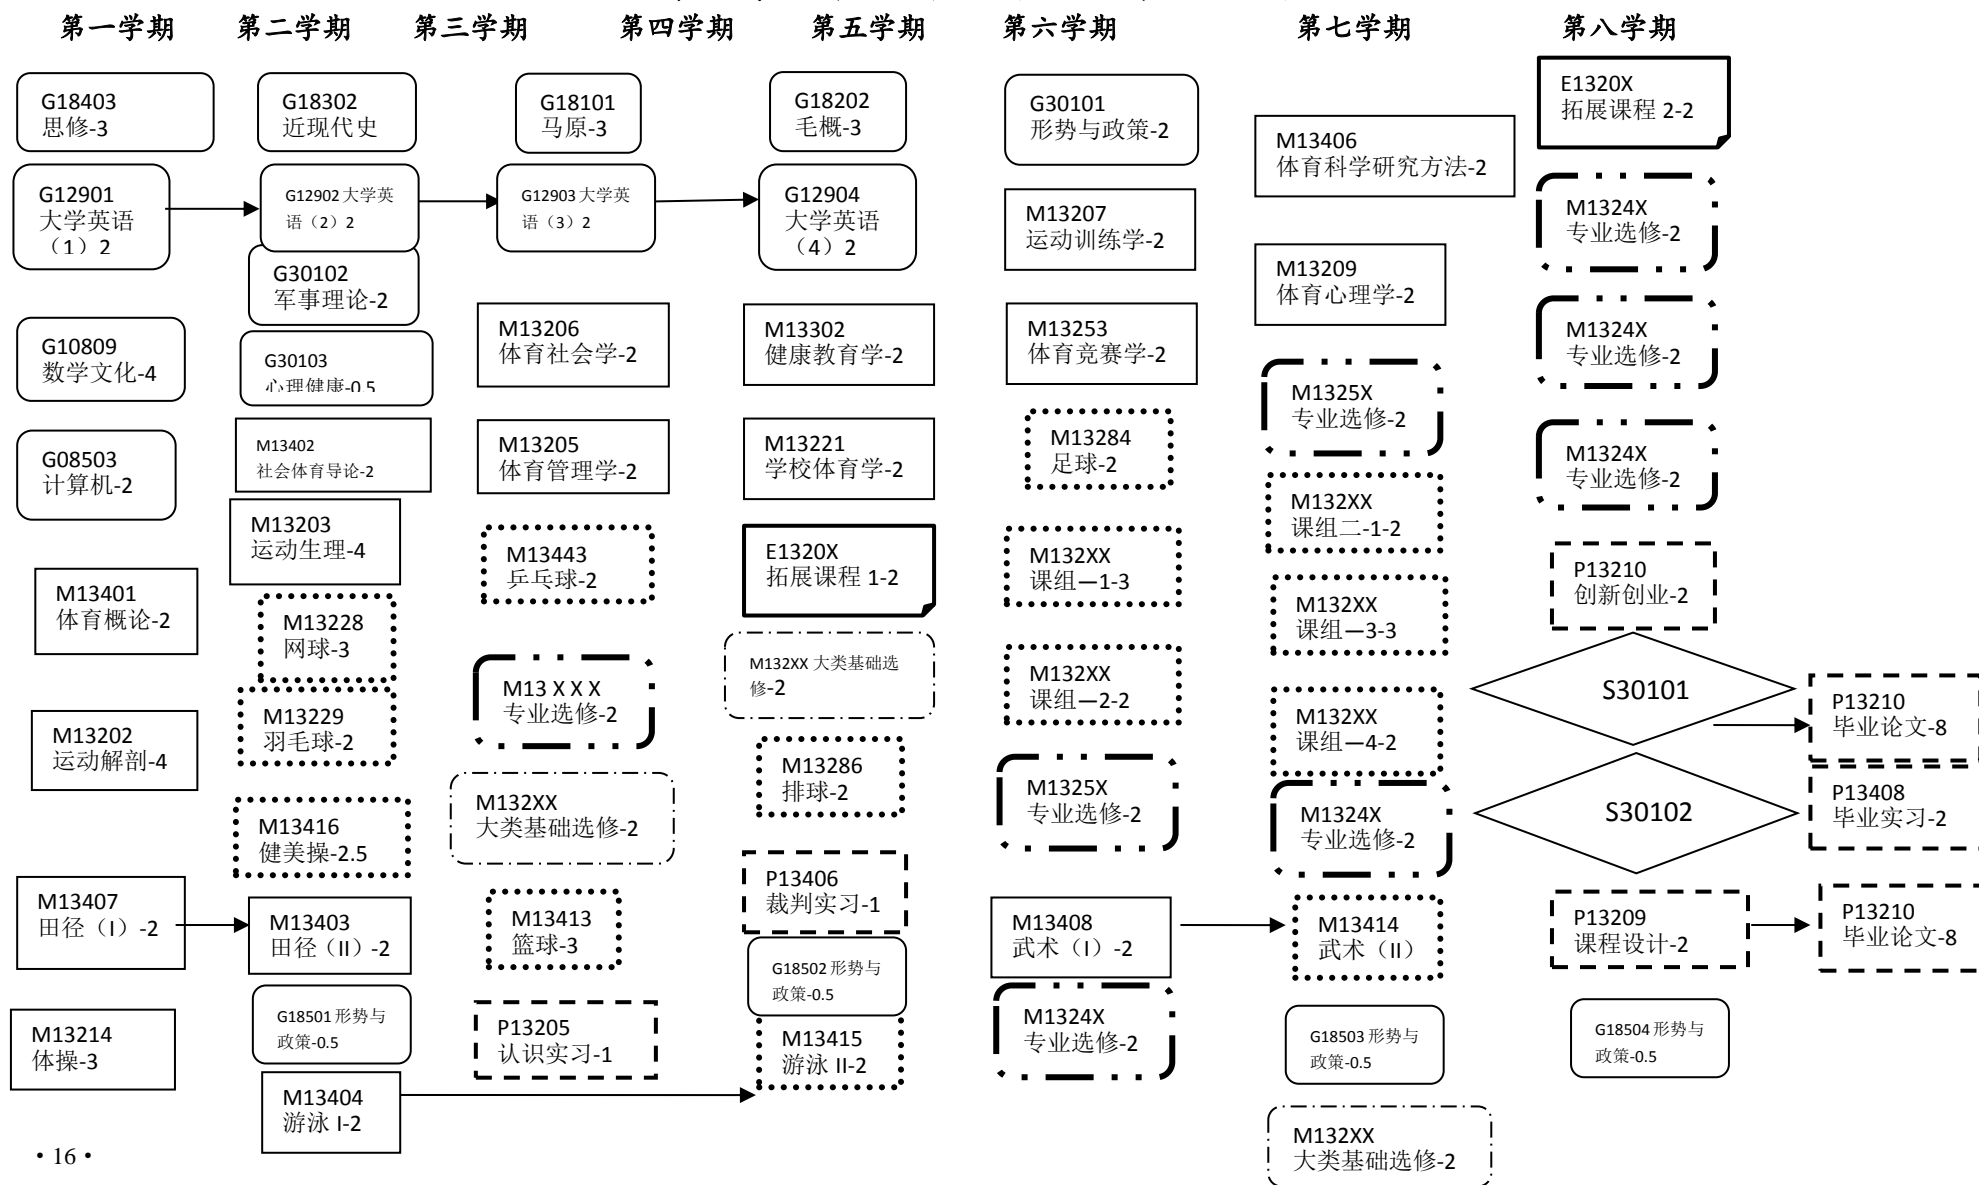 第一学期 第二学期 第三学期 第四学期 第五学期 第六学期 第七学期 第八学期
G18403
思修-3
G12901
大学英语
（1）2
G10809
数学文化-4
G08503
计算机-2
M13401
体育概论-2
M13202
运动解剖-4
M13407
田径（I）-2
M13214
体操-3
G18302
近现代史
G12902 大学英
语（2）2
G30102
军事理论-2
G30103
心理健康-0.5
M13402
社会体育导论-2
M13203
运动生理-4
M13228
网球-3
M13229
羽毛球-2
M13416
健美操-2.5
M13403
田径（II）-2
G18501 形势与
政策-0.5
M13404
游泳 I-2
G18101
马原-3
G12903 大学英
语（3）2
M13206
体育社会学-2
M13205
体育管理学-2
M13443
乒乓球-2
M13 X X X
专业选修-2
M132XX
大类基础选修-2
M13413
篮球-3
P13205
认识实习-1
G18202
毛概-3
G12904
大学英语
（4）2
M13302
健康教育学-2
M13221
学校体育学-2
E1320X
拓展课程 1-2
M132XX 大类基础选
修-2
M13286
排球-2
P13406
裁判实习-1
G18502 形势与
政策-0.5
M13415
游泳 II-2
G30101
形势与政策-2
M13207
运动训练学-2
M13253
体育竞赛学-2
M13284
足球-2
M132XX
课组一1-3
M132XX
课组一2-2
M1325X
专业选修-2
M13408
武术（I）-2
M1324X
专业选修-2
M13406
体育科学研究方法-2
M13209
体育心理学-2
M1325X
专业选修-2
M132XX
课组二-1-2
M132XX
课组一3-3
M132XX
课组一4-2
M1324X
专业选修-2
M13414
武术（II）
G18503 形势与
政策-0.5
M132XX
大类基础选修-2
E1320X
拓展课程 2-2
M1324X
专业选修-2
M1324X
专业选修-2
M1324X
专业选修-2
P13210
创新创业-2
S30101
S30102
P13209
课程设计-2
G18504 形势与
政策-0.5
P13210
毕业论文-8
P13408
毕业实习-2
P13210
毕业论文-8
·16·